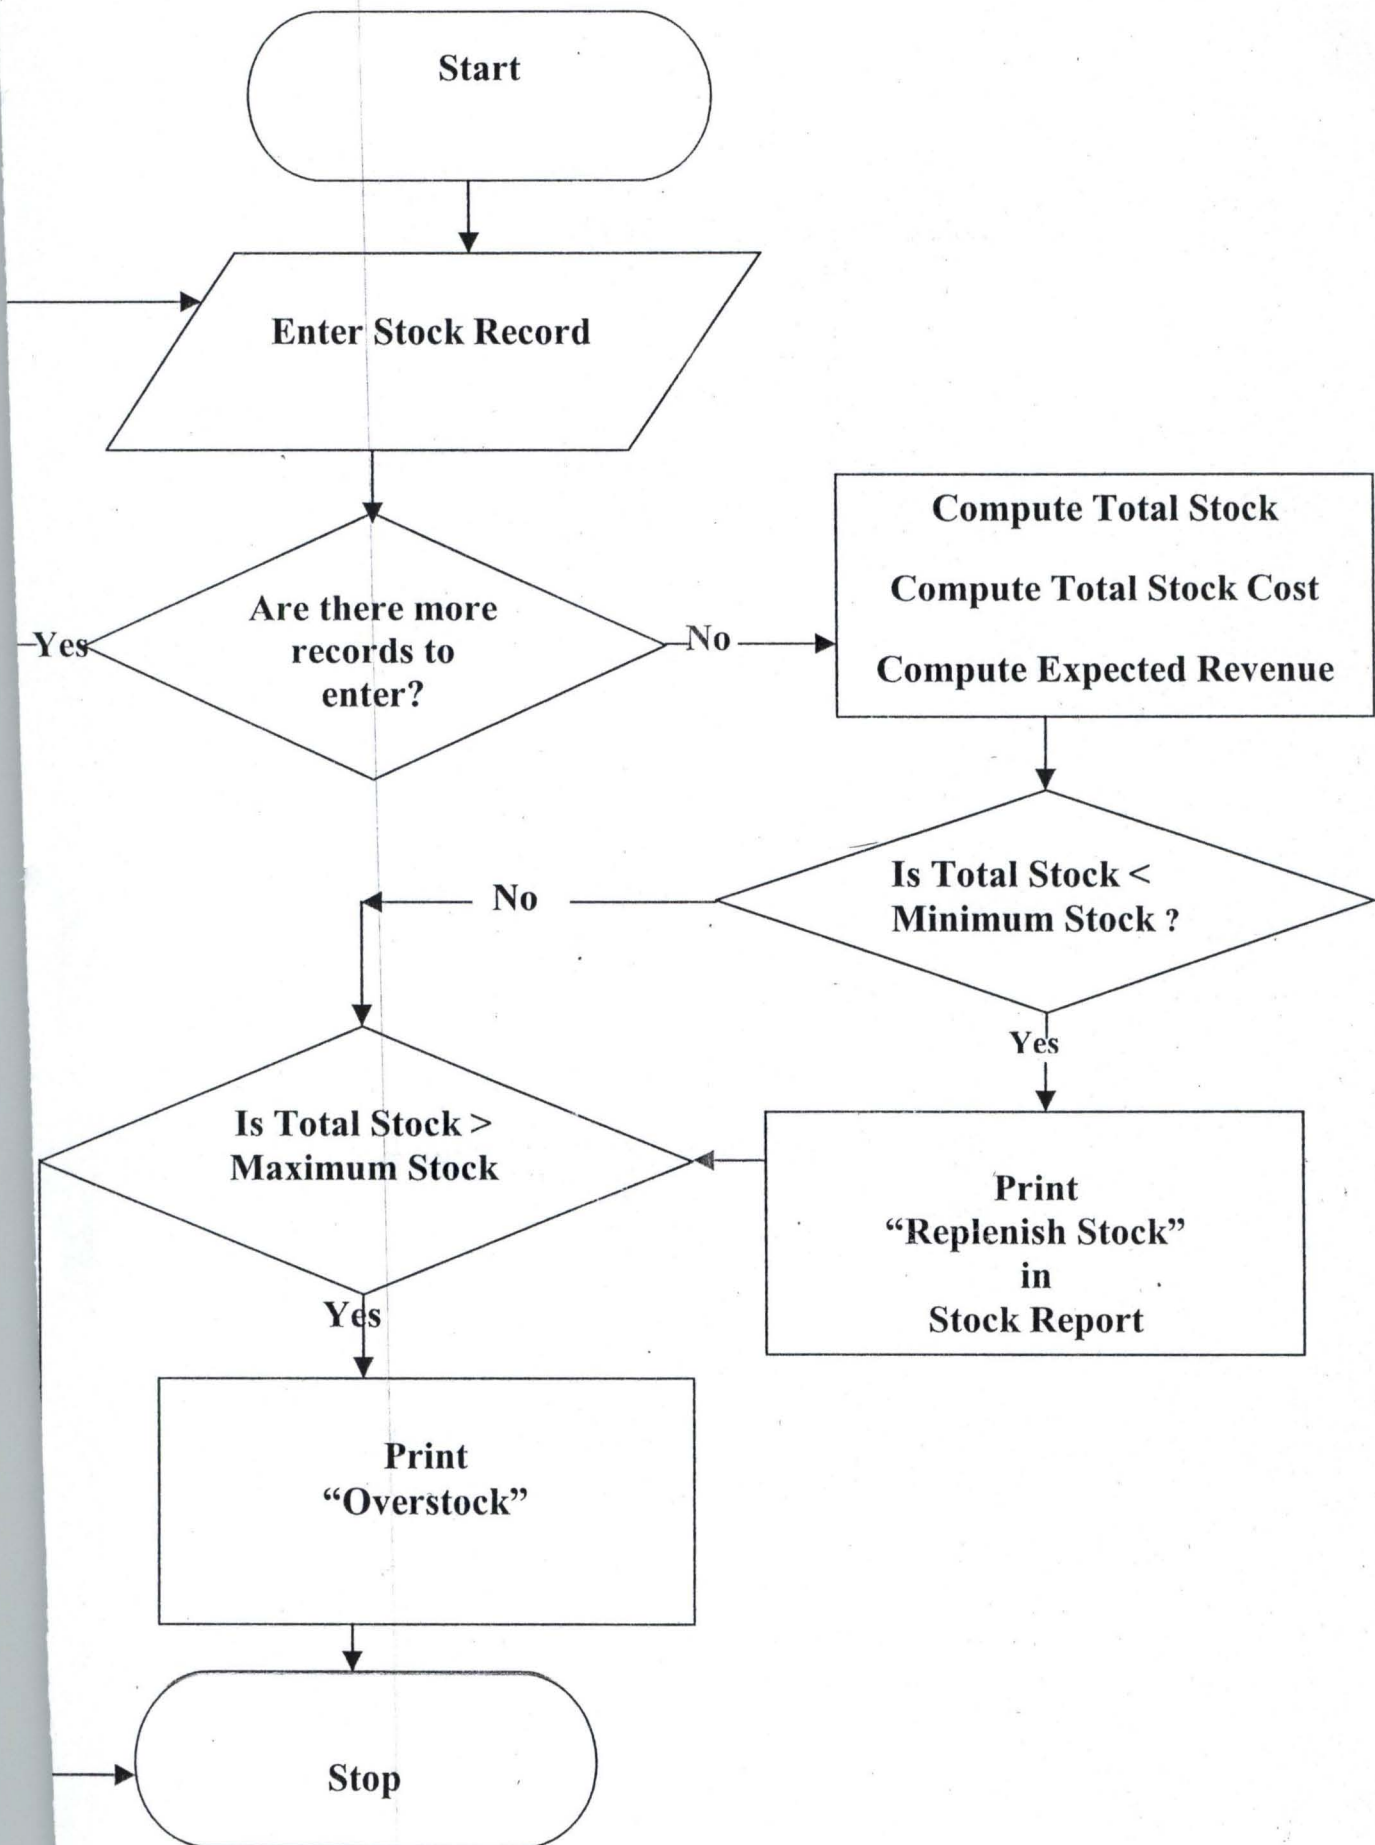 Start
Enter Stock Record
Are there more
records to
enter?
Yes
No
Compute Total Stock
Compute Total Stock Cost
Compute Expected Revenue
Is Total Stock <
Minimum Stock ?
No
Yes
Is Total Stock >
Maximum Stock
Print
“Replenish Stock”
in
Stock Report
Yes
Print
“Overstock”
Stop